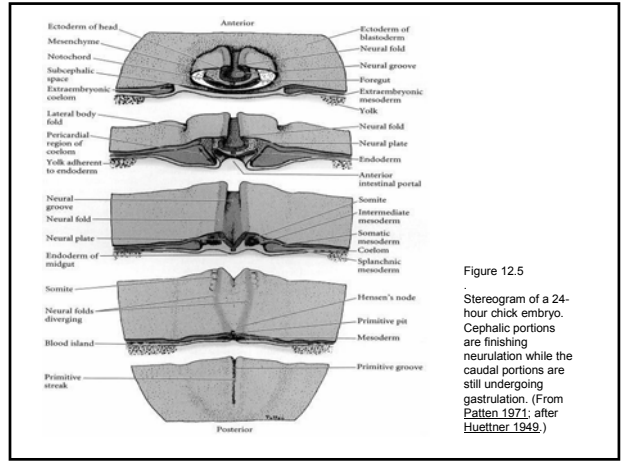 Anterior
Ectoderm of head
Mesenchyme
Notochord
Subcephalic
space
Extraembryonic
coelom
Ectoderm of
blastoderm
Neural fold
Neural groove
Foregut
Extraembryonic
mesoderm
Yolk
Lateral body
fold
Pericardial
region of
coelom
Yolk adherent
to endoderm
Neural fold
Neural plate
Endoderm
Anterior
intestinal portal
Neural
groove
Neural fold
Neural plate
Endoderm of
midgut
Somite
Intermediate
mesoderm
Somatic
mesoderm
Coelom
Splanchnic
mesoderm
Somite
Neural folds
diverging
Blood island
Hensen's node
Primitive pit
Mesoderm
Primitive
streak
Primitive groove
Posterior
Figure 12.5
.
Stereogram of a 24-
hour chick embryo.
Cephalic portions
are finishing
neurulation while the
caudal portions are
still undergoing
gastrulation. (From
Patten 1971; after
Huettner 1949.)